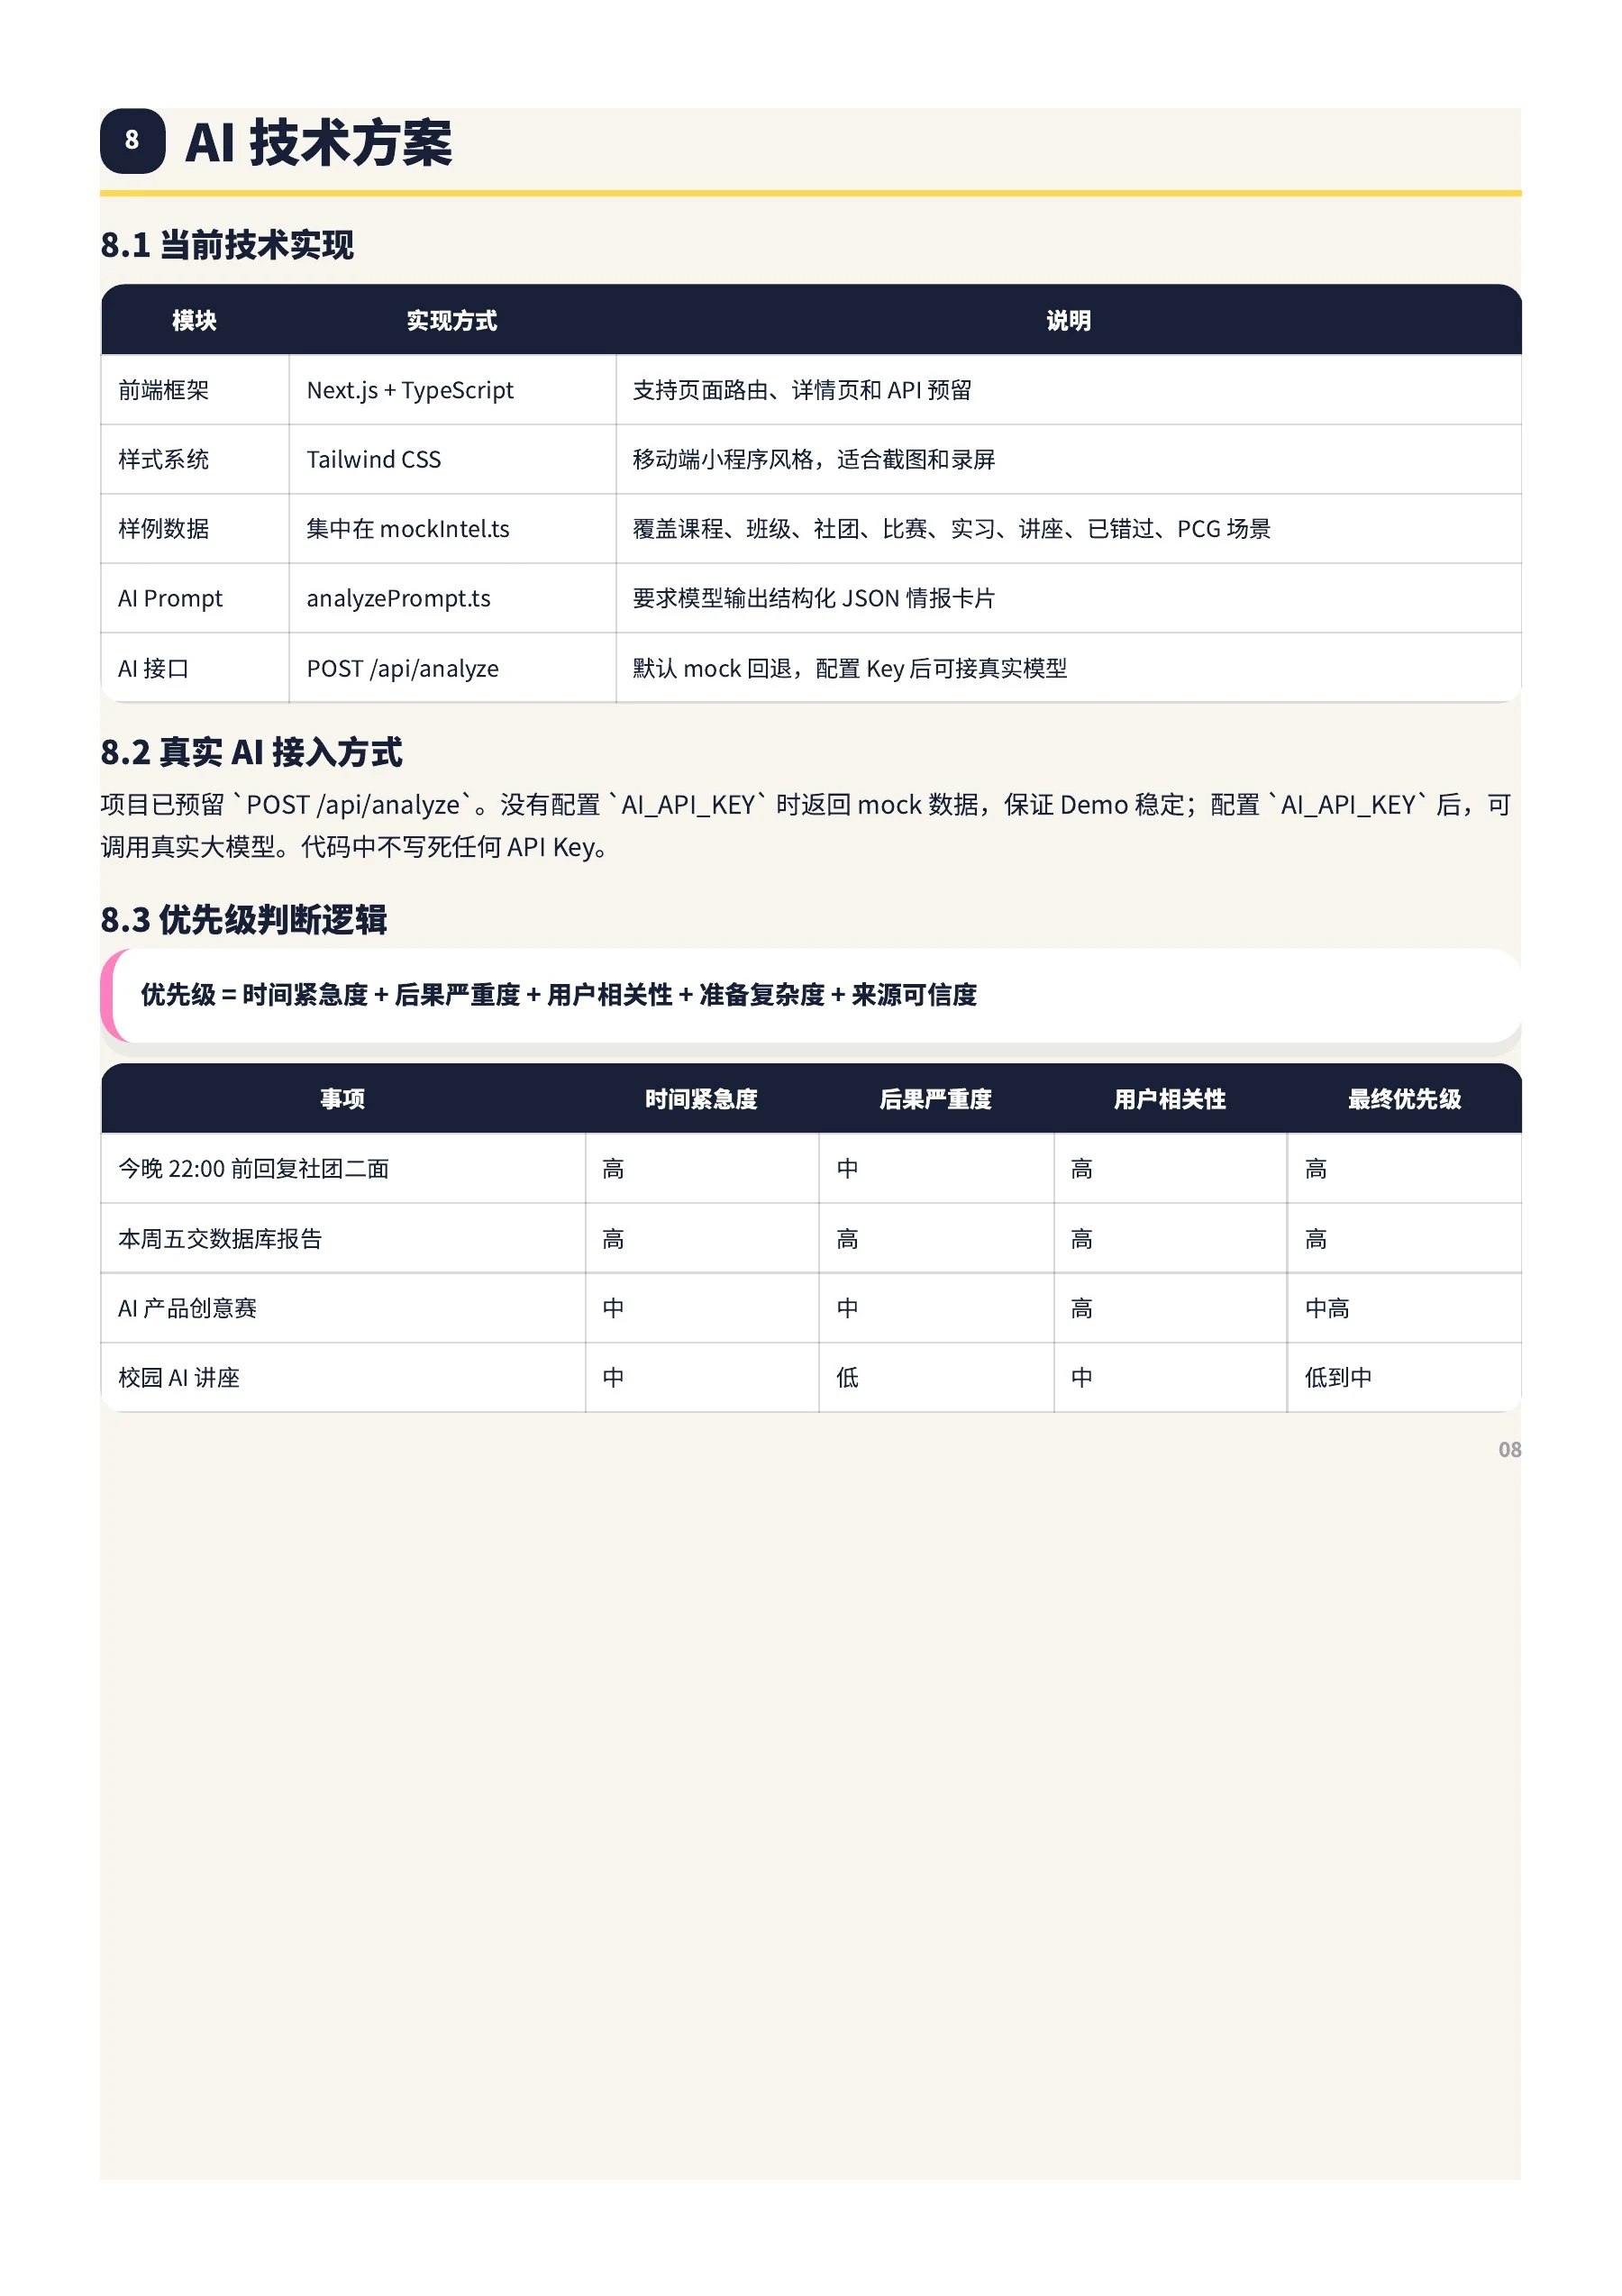 8 AI 技术方案
8.1 当前技术实现
模块 实现方式 说明
前端框架 Next.js + TypeScript 支持页面路由、详情页和 API 预留
样式系统 Tailwind CSS 移动端小程序风格，适合截图和录屏
样例数据 集中在 mockIntel.ts 覆盖课程、班级、社团、比赛、实习、讲座、已错过、PCG 场景
AI Prompt analyzePrompt.ts 要求模型输出结构化 JSON 情报卡片
AI 接口 POST /api/analyze 默认 mock 回退，配置 Key 后可接真实模型
8.2 真实 AI 接入方式
项目已预留 `POST /api/analyze`。没有配置 `AI_API_KEY` 时返回 mock 数据，保证 Demo 稳定；配置 `AI_API_KEY` 后，可
调用真实大模型。代码中不写死任何 API Key。
8.3 优先级判断逻辑
优先级 = 时间紧急度 + 后果严重度 + 用户相关性 + 准备复杂度 + 来源可信度
事项 时间紧急度 后果严重度 用户相关性 最终优先级
今晚 22:00 前回复社团二面 高 中 高 高
本周五交数据库报告 高 高 高 高
AI 产品创意赛 中 中 高 中高
校园 AI 讲座 中 低 中 低到中
08